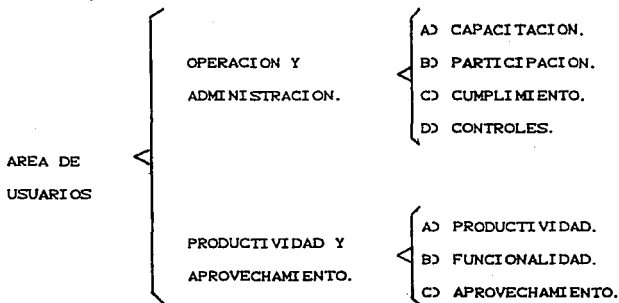 OPERACION Y
ADMINISTRACION.
A) CAPACITACION.
B) PARTICIPACION.
C) CUMPLIMIENTO.
D) CONTROLES.
AREA DE
USUARIOS
PRODUCTIVIDAD Y
APROVECHAMIENTO.
A) PRODUCTIVIDAD.
B) FUNCIONALIDAD.
C) APROVECHAMIENTO.